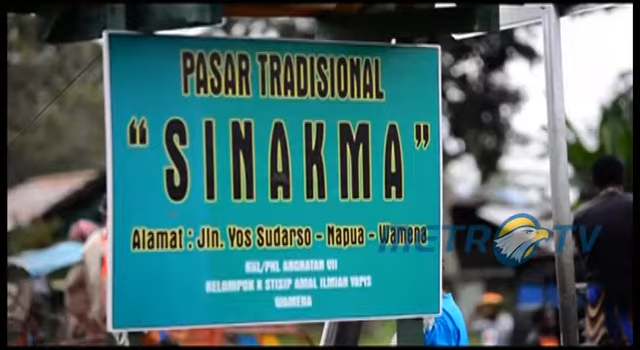 PASAR TRADISIONAL
"SINAKMA"
Alamat : Jln. Yos Sudarso - Napua - Wamena
METRO TV
KKL/PKL ANGKATAN VII
KELOMPOK II STISIP AMAL ILMIAH YAPIS
WAMENA